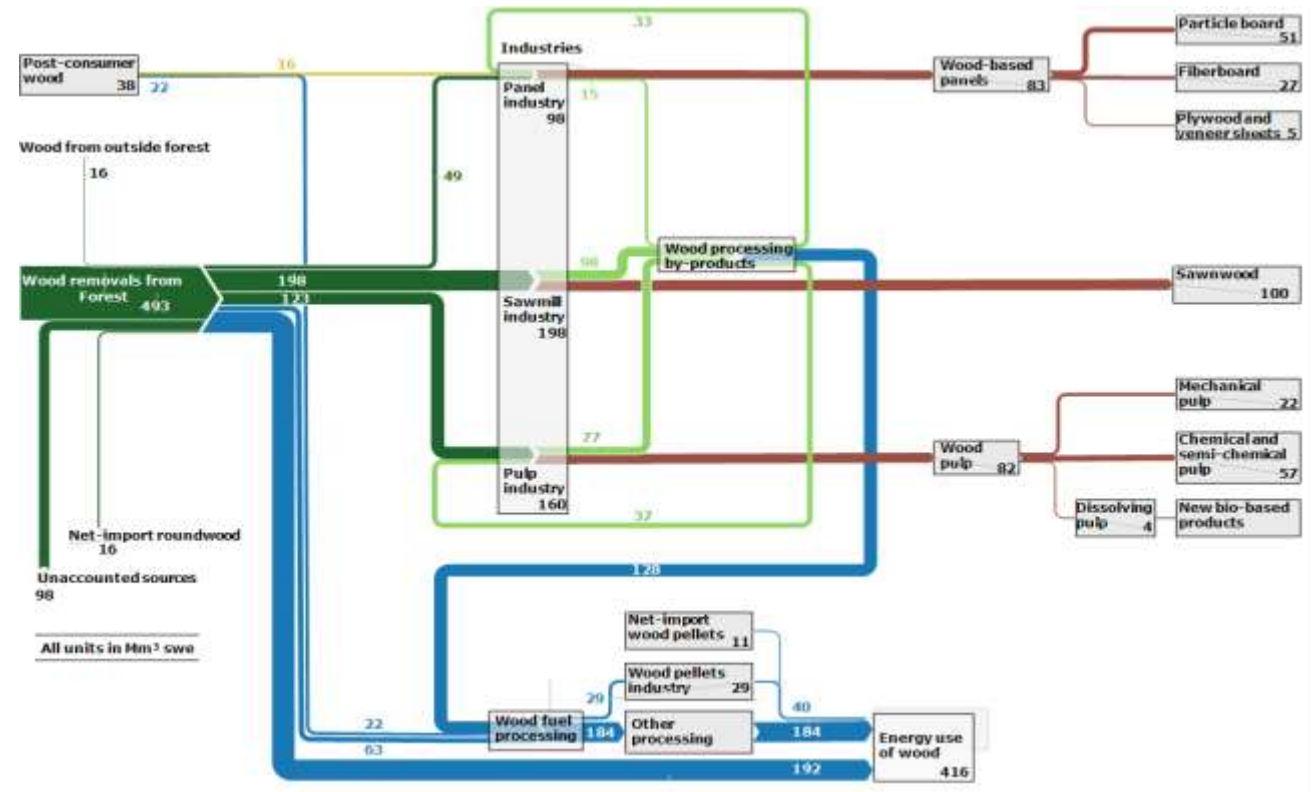 33
Particle board
51
Industries
Post-consumer
wood 38
16
22
Wood-based
panels 83
Fiberboard
27
Panel
industry
98
15
Plywood and
veneer sheets 5
Wood from outside forest
16
49
Wood processing
by-products
98
Wood removals from
Forest 493
198
123
Sawnwood
100
Sawmill
industry
198
Mechanical
pulp 22
77
Wood
pulp 82
Chemical and
semi-chemical
pulp 57
Pulp
industry
160
37
Dissolving
pulp 4
New bio-based
products
Net-import roundwood
16
Unaccounted sources
98
128
All units in Mm³ swe
Net-import
wood pellets 11
Wood pellets
industry 29
29
40
22
63
Wood fuel
processing
184
Other
processing
184
Energy use
of wood
416
192